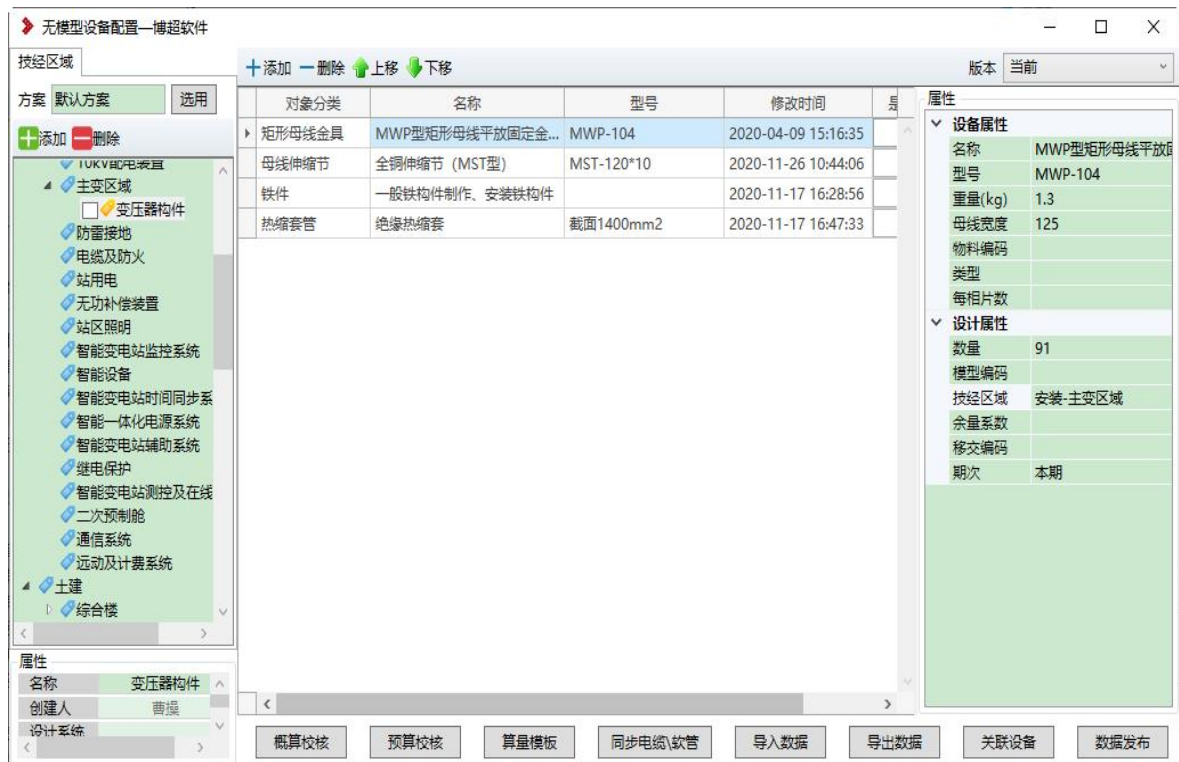 无模型设备配置—博超软件
技经区域
添加 删除 上移 下移
版本 当前
方案 默认方案 选用
添加 删除
10kV配电装置
主变区域
变压器构件
防雷接地
电缆及防火
站用电
无功补偿装置
站区照明
智能变电站监控系统
智能设备
智能变电站时间同步系
智能一体化电源系统
智能变电站辅助系统
继电保护
智能变电站测控及在线
二次预制舱
通信系统
远动及计费系统
土建
综合楼
属性
名称 变压器构件
创建人 曹操
设计系统
对象分类 名称 型号 修改时间
矩形母线金具 MWP型矩形母线平放固定金... MWP-104 2020-04-09 15:16:35
母线伸缩节 全铜伸缩节（MST型） MST-120*10 2020-11-26 10:44:06
铁件 一般铁构件制作、安装铁构件 2020-11-17 16:28:56
热缩套管 绝缘热缩套 截面1400mm2 2020-11-17 16:47:33
属性
设备属性
名称 MWP型矩形母线平放
型号 MWP-104
重量(kg) 1.3
母线宽度 125
物料编码
类型
每相片数
设计属性
数量 91
模型编码
技经区域 安装-主变区域
余量系数
移交编码
期次 本期
概算校核 预算校核 算量模板 同步电缆\软管 导入数据 导出数据 关联设备 数据发布